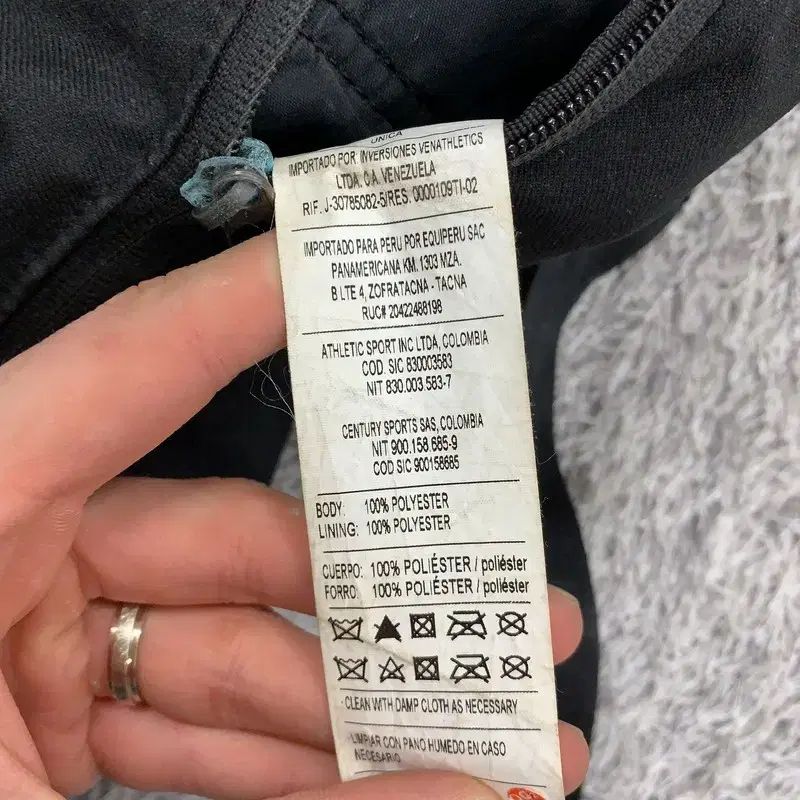 UNICA
IMPORTADO POR: INVERSIONES VENATHLETICS
LTDA. C.A. VENEZUELA
RIF. J-30785082-5/RES. 0000109TI-02
IMPORTADO PARA PERU POR EQUIPERU SAC
PANAMERICANA KM. 1303 MZA.
B LTE 4, ZOFRATACNA - TACNA
RUC# 20422488198
ATHLETIC SPORT INC LTDA, COLOMBIA
COD. SIC 830003583
NIT 830.003.583-7
CENTURY SPORTS SAS, COLOMBIA
NIT 900.158.685-9
COD SIC 900158685
BODY: 100% POLYESTER
LINING: 100% POLYESTER
CUERPO: 100% POLIÉSTER / poliéster
FORRO: 100% POLIÉSTER / poliéster
· CLEAN WITH DAMP CLOTH AS NECESSARY
· LIMPIAR CON PANO HUMEDO EN CASO
NECESARIO